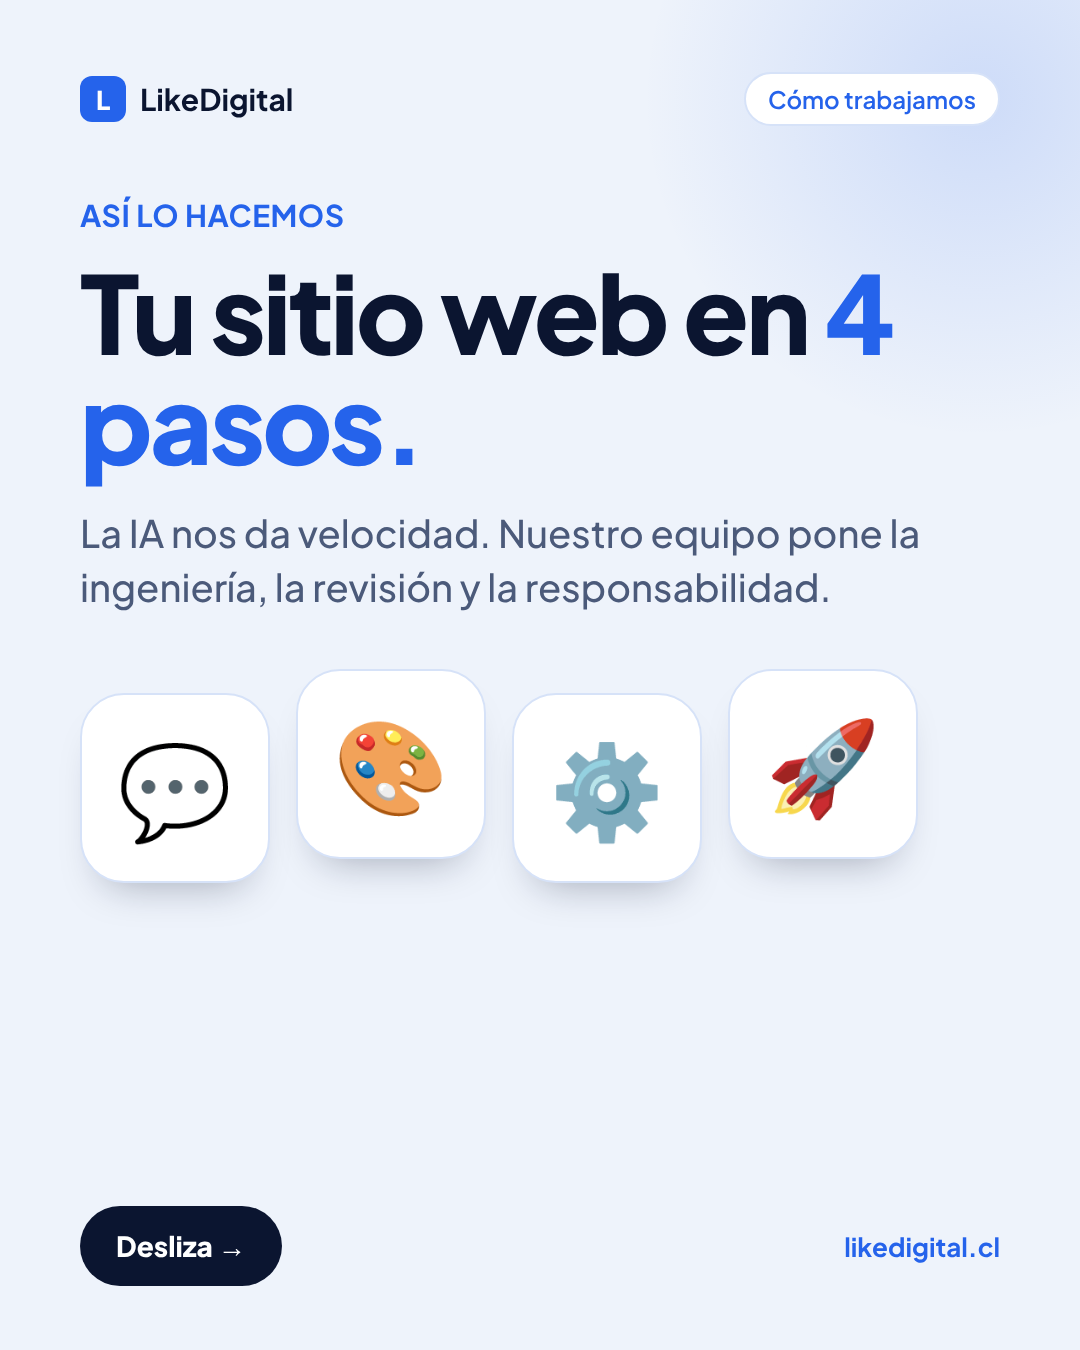 L LikeDigital
Cómo trabajamos
ASÍ LO HACEMOS
Tu sitio web en 4
pasos.
La IA nos da velocidad. Nuestro equipo pone la
ingeniería, la revisión y la responsabilidad.
Desliza →
likedigital.cl